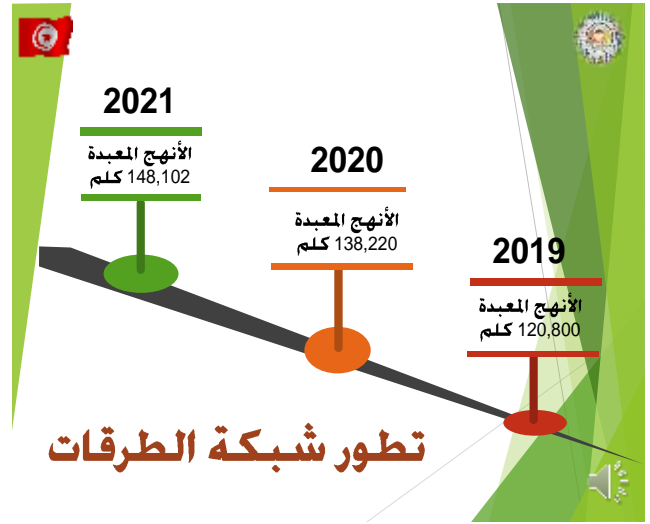 2019
الأنهج المعبدة
120,800 كلم
2020
الأنهج المعبدة
138,220 كلم
2021
الأنهج المعبدة
148,102 كلم
تطور شبكة الطرقات